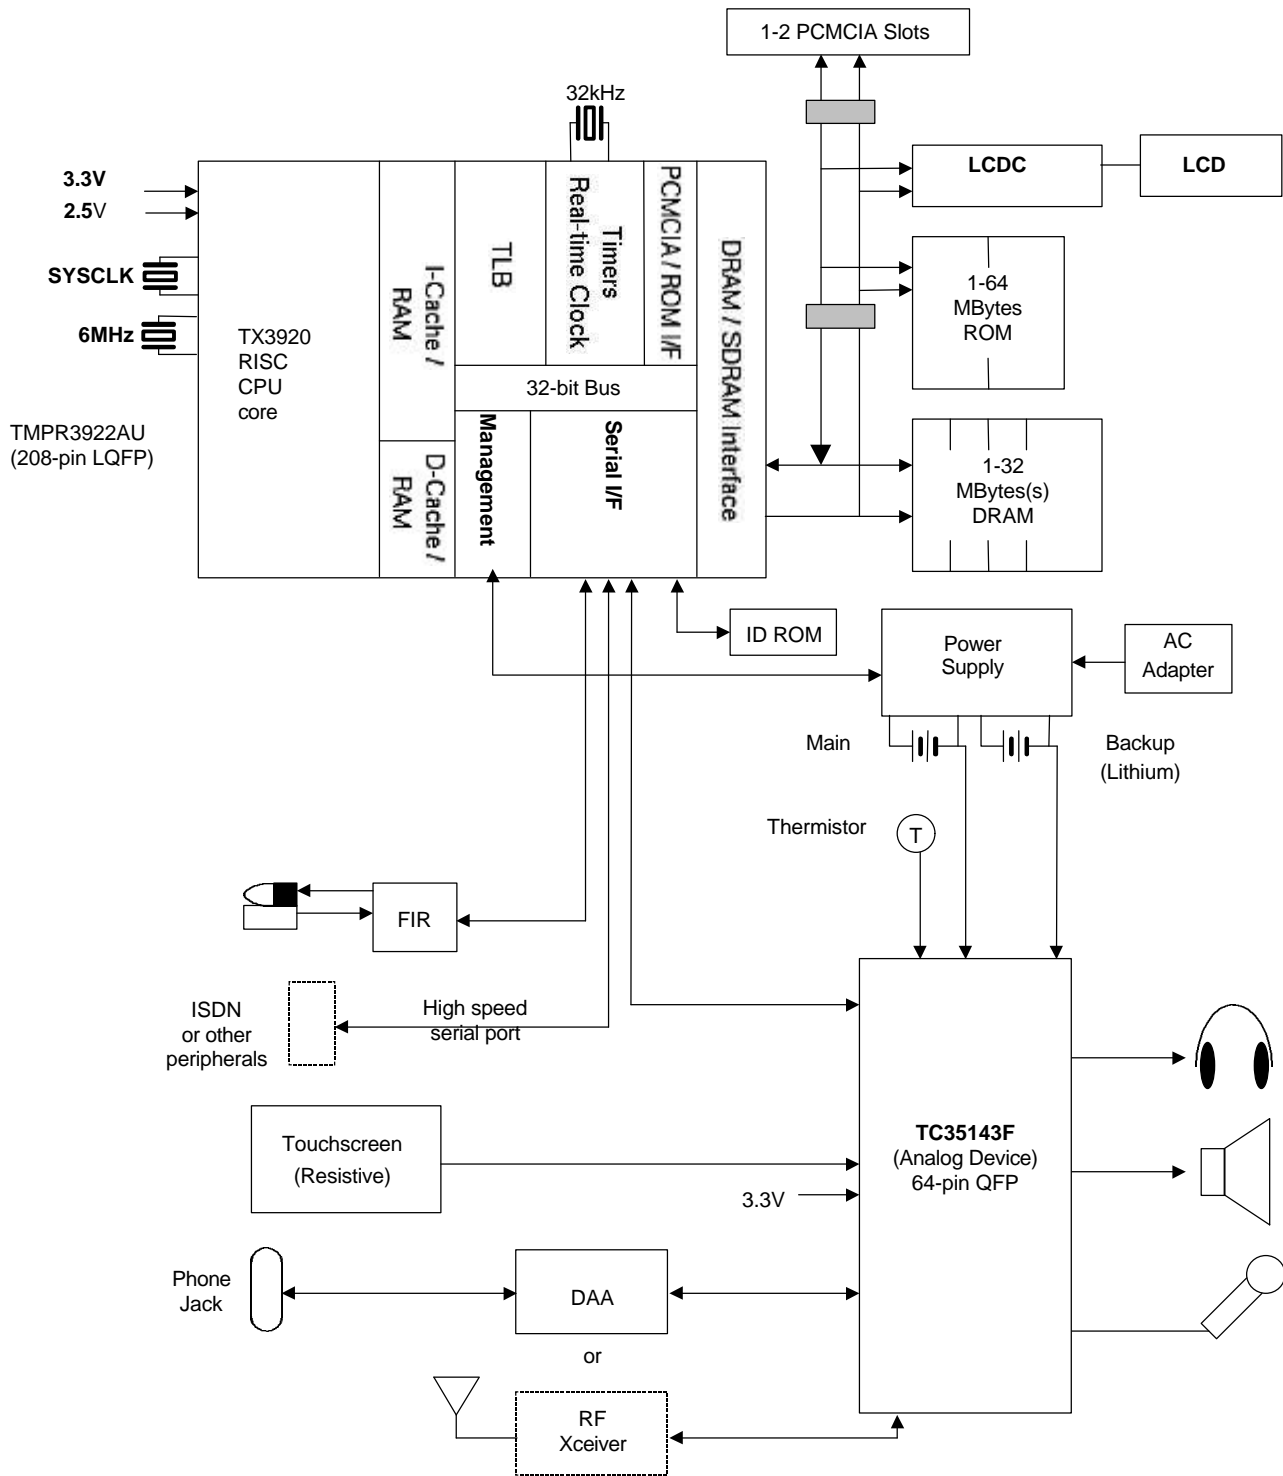 1-2 PCMCIA Slots
32kHz
LCDC
LCD
3.3V
2.5V
SYSCLK
6MHz
TX3920
RISC
CPU
core
I-Cache /
RAM
D-Cache /
RAM
TLB
Timers
Real-time Clock
PCMCIA / ROM I/F
DRAM / SDRAM Interface
32-bit Bus
Management
Serial I/F
1-64
MBytes
ROM
1-32
MBytes(s)
DRAM
TMPR3922AU
(208-pin LQFP)
ID ROM
Power
Supply
AC
Adapter
Main
Backup
(Lithium)
Thermistor
T
FIR
ISDN
or other
peripherals
High speed
serial port
Touchscreen
(Resistive)
3.3V
TC35143F
(Analog Device)
64-pin QFP
Phone
Jack
DAA
or
RF
Xceiver